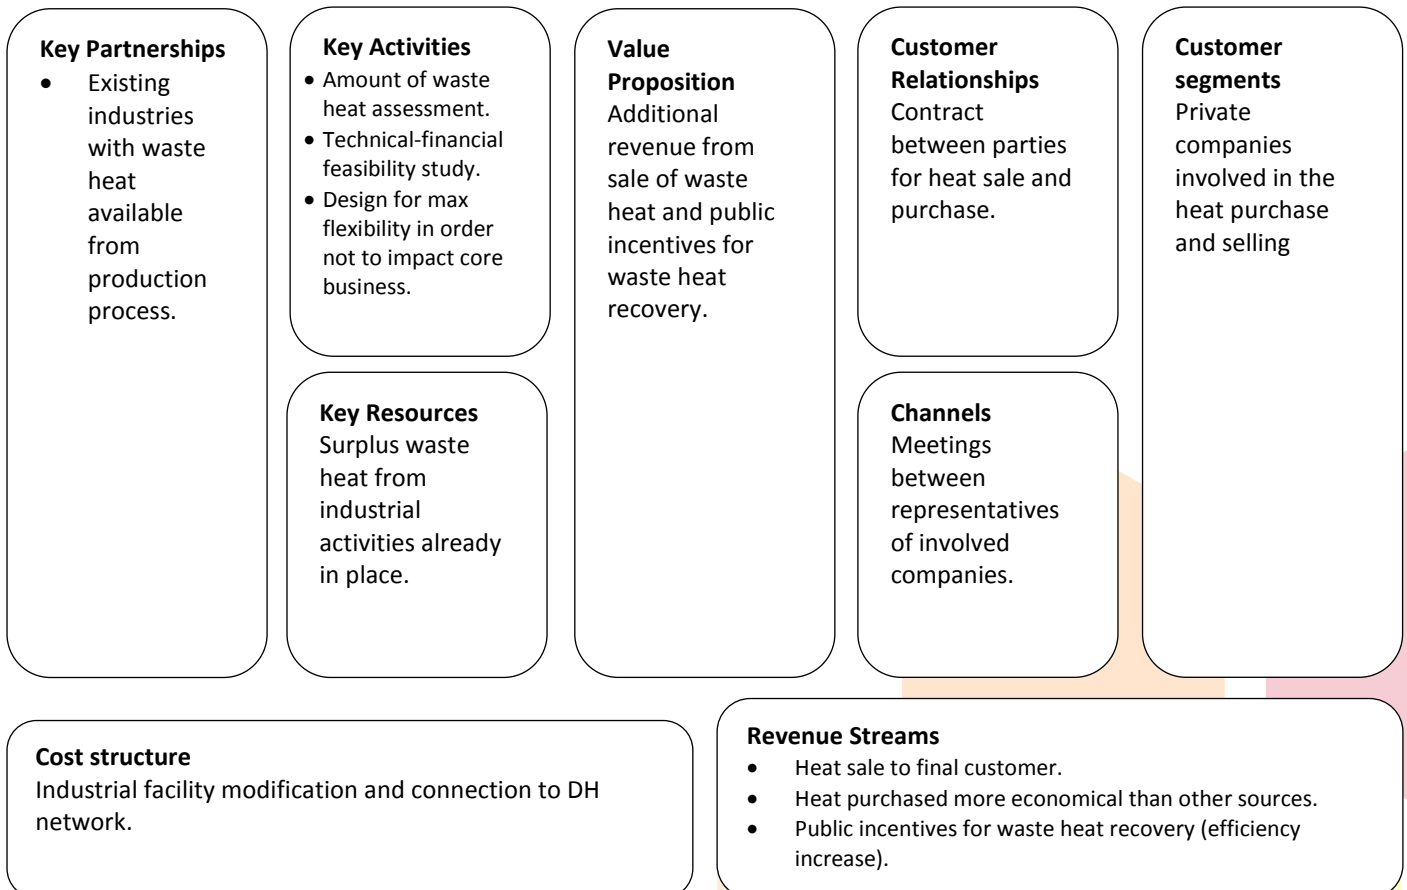 Key Partnerships
• Existing
industries
with waste
heat
available
from
production
process.
Key Activities
• Amount of waste
heat assessment.
• Technical-financial
feasibility study.
• Design for max
flexibility in order
not to impact core
business.
Key Resources
Surplus waste
heat from
industrial
activities already
in place.
Value
Proposition
Additional
revenue from
sale of waste
heat and public
incentives for
waste heat
recovery.
Customer
Relationships
Contract
between parties
for heat sale and
purchase.
Channels
Meetings
between
representatives
of involved
companies.
Customer
segments
Private
companies
involved in the
heat purchase
and selling
Cost structure
Industrial facility modification and connection to DH
network.
Revenue Streams
• Heat sale to final customer.
• Heat purchased more economical than other sources.
• Public incentives for waste heat recovery (efficiency
increase).